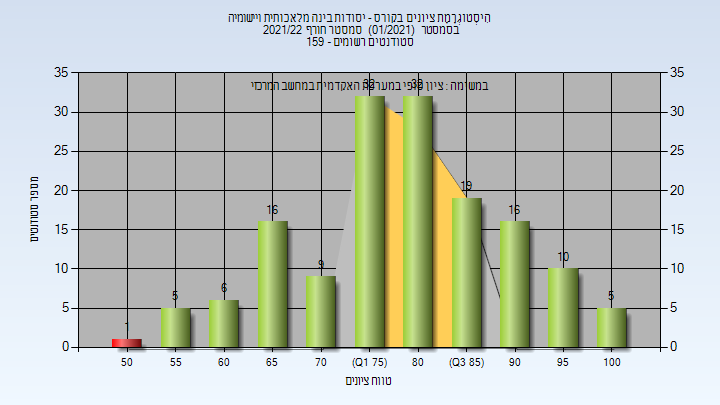 היסטוגרמת ציונים בקורס - יסודות בינה מלאכותית ויישומיה
בסמסטר (01/2021) סמסטר חורף 2021/22
סטודנטים רשומים - 159
במשימה : ציון סופי במערכת האקדמית במחשב המרכזי
35 35
30 30
25 25
20 20
15 15
10 10
5 5
0 0
1 5 6 16 9 32 32 19 16 10 5
50 55 60 65 70 (Q1 75) 80 (Q3 85) 90 95 100
מספר סטודנטים
טווח ציונים